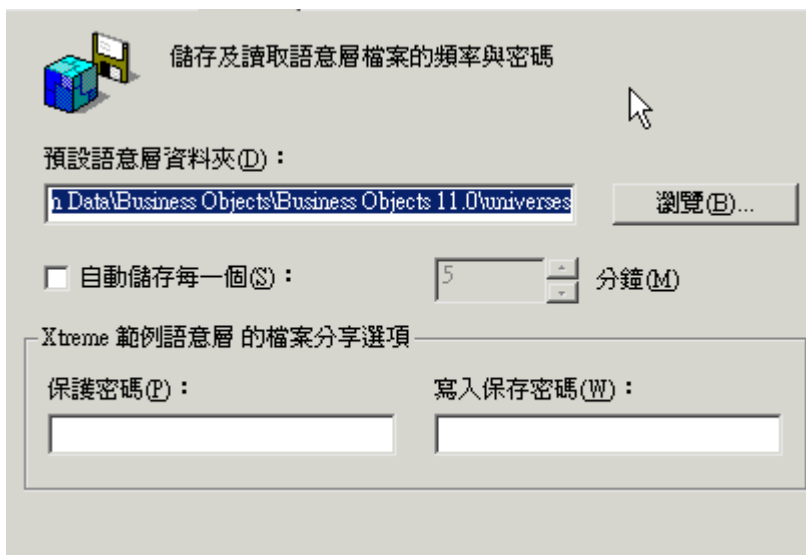 儲存及讀取語意層檔案的頻率與密碼
預設語意層資料夾(D)：
n Data\Business Objects\Business Objects 11.0\universes
瀏覽(B)...
自動儲存每一個(S)：
5
分鐘(M)
Xtreme 範例語意層 的檔案分享選項
保護密碼(P)：
寫入保存密碼(W)：